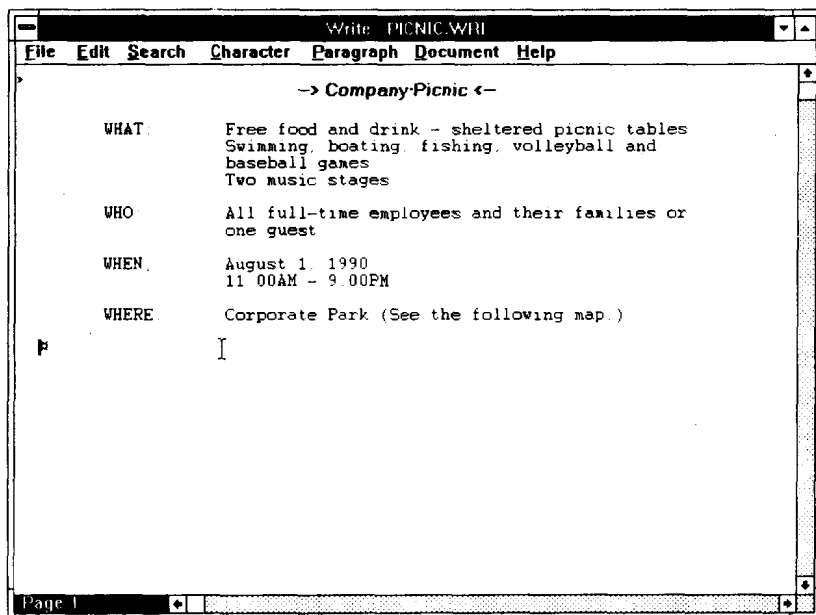 Write - PICNIC.WRI
File Edit Search Character Paragraph Document Help
-> Company Picnic <-
WHAT: Free food and drink - sheltered picnic tables
Swimming, boating, fishing, volleyball and
baseball games
Two music stages
WHO: All full-time employees and their families or
one guest
WHEN: August 1, 1990
11:00AM - 9:00PM
WHERE: Corporate Park (See the following map.)
Page 1